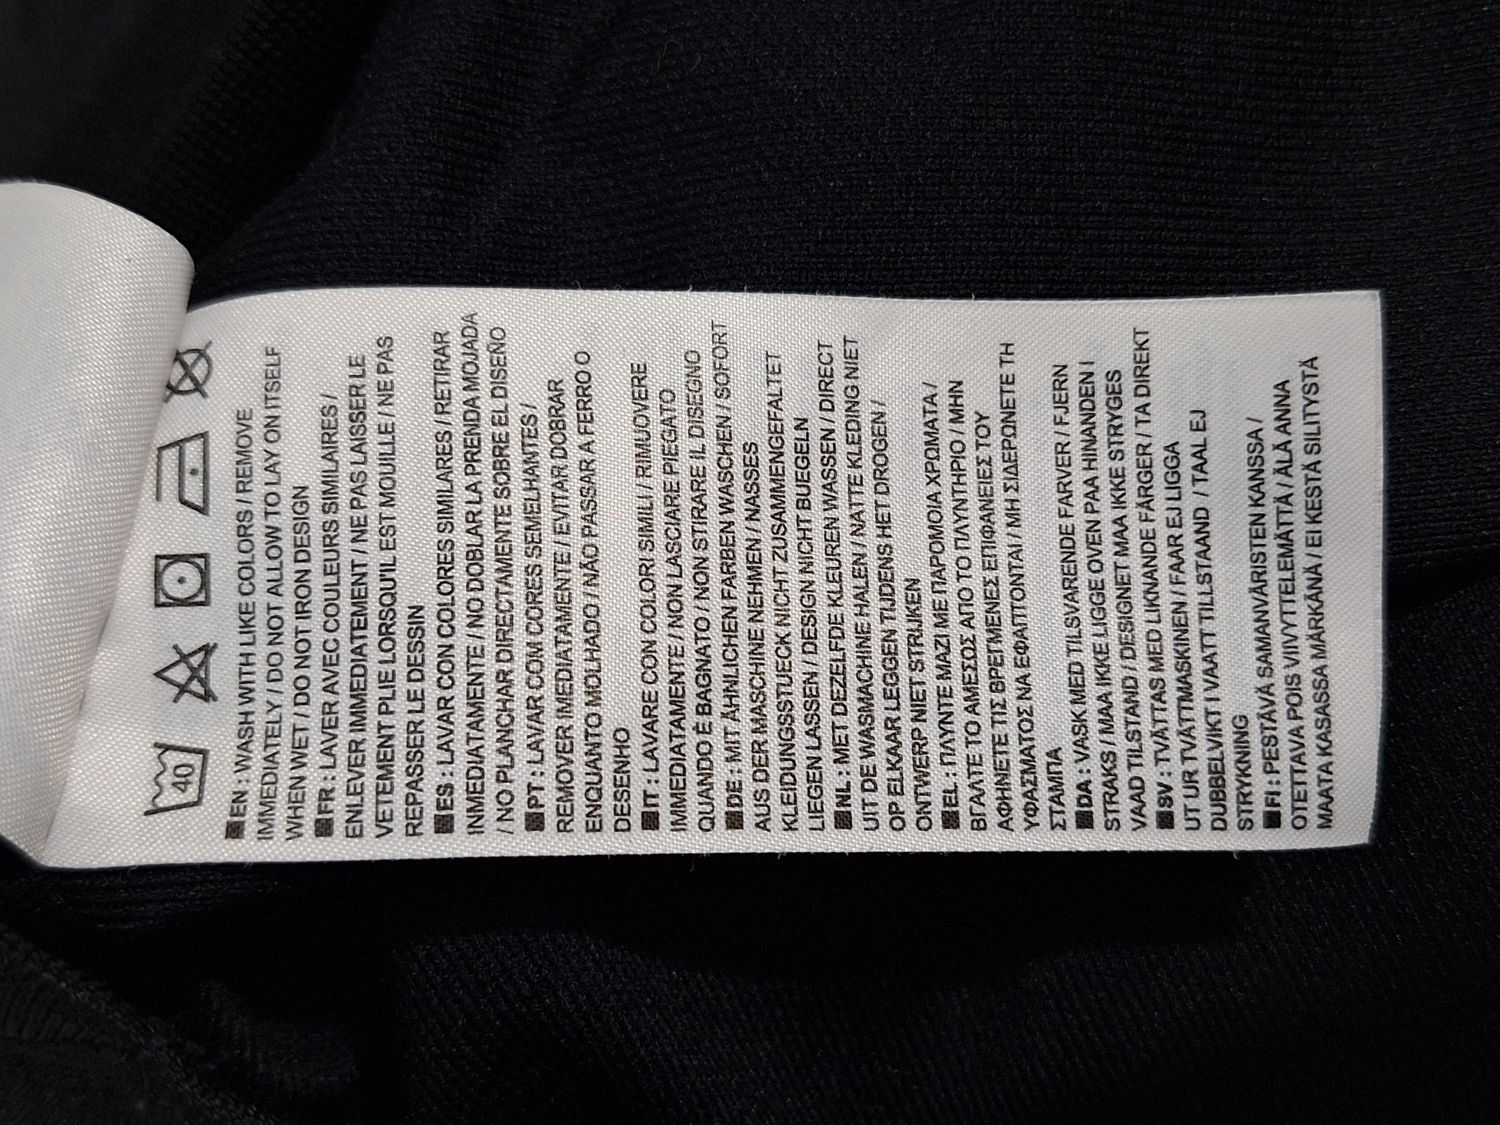 40
EN : WASH WITH LIKE COLORS / REMOVE
IMMEDIATELY / DO NOT ALLOW TO LAY ON ITSELF
WHEN WET / DO NOT IRON DESIGN
FR : LAVER AVEC COULEURS SIMILAIRES /
ENLEVER IMMEDIATEMENT / NE PAS LAISSER LE
VETEMENT PLIE LORSQU'IL EST MOUILLE / NE PAS
REPASSER LE DESSIN
ES : LAVAR CON COLORES SIMILARES / RETIRAR
INMEDIATAMENTE / NO DOBLAR LA PRENDA MOJADA
/ NO PLANCHAR DIRECTAMENTE SOBRE EL DISEÑO
PT : LAVAR COM CORES SEMELHANTES /
REMOVER IMEDIATAMENTE / EVITAR DOBRAR
ENQUANTO MOLHADO / NÃO PASSAR A FERRO O
DESENHO
IT : LAVARE CON COLORI SIMILI / RIMUOVERE
IMMEDIATAMENTE / NON LASCIARE PIEGATO
QUANDO È BAGNATO / NON STIRARE IL DISEGNO
DE : MIT ÄHNLICHEN FARBEN WASCHEN / SOFORT
AUS DER MASCHINE NEHMEN / NASSES
KLEIDUNGSSTUECK NICHT ZUSAMMENGEFALTET
LIEGEN LASSEN / DESIGN NICHT BUEGELN
NL : MET DEZELFDE KLEUREN WASSEN / DIRECT
UIT DE WASMACHINE HALEN / NATTE KLEDING NIET
OP ELKAAR LEGGEN TIJDENS HET DROGEN /
ONTWERP NIET STRIJKEN
EL : ΠΛΥΝΤΕ ΜΑΖΙ ΜΕ ΠΑΡΟΜΟΙΑ ΧΡΩΜΑΤΑ /
ΒΓΑΛΤΕ ΤΟ ΑΜΕΣΩΣ ΑΠΟ ΤΟ ΠΛΥΝΤΗΡΙΟ / ΜΗΝ
ΑΦΗΝΕΤΕ ΤΙΣ ΒΡΕΓΜΕΝΕΣ ΕΠΙΦΑΝΕΙΕΣ ΤΟΥ
ΥΦΑΣΜΑΤΟΣ ΝΑ ΕΦΑΠΤΟΝΤΑΙ / ΜΗ ΣΙΔΕΡΩΝΕΤΕ ΤΗ
ΣΤΑΜΠΑ
DA : VASK MED TILSVARENDE FARVER / FJERN
STRAKS / MAA IKKE LIGGE OVEN PAA HINANDEN I
VAAD TILSTAND / DESIGNET MAA IKKE STRYGES
SV : TVÄTTAS MED LIKNANDE FÄRGER / TA DIREKT
UT UR TVÄTTMASKINEN / FAAR EJ LIGGA
DUBBELVIKT I VAATT TILLSTAAND / TAAL EJ
STRYKNING
FI : PESTÄVÄ SAMANVÄRISTEN KANSSA /
OTETTAVA POIS VIIVYTTELEMÄTTÄ / ÄLÄ ANNA
MAATA KASASSA MÄRKÄNÄ / EI KESTÄ SILITYSTÄ